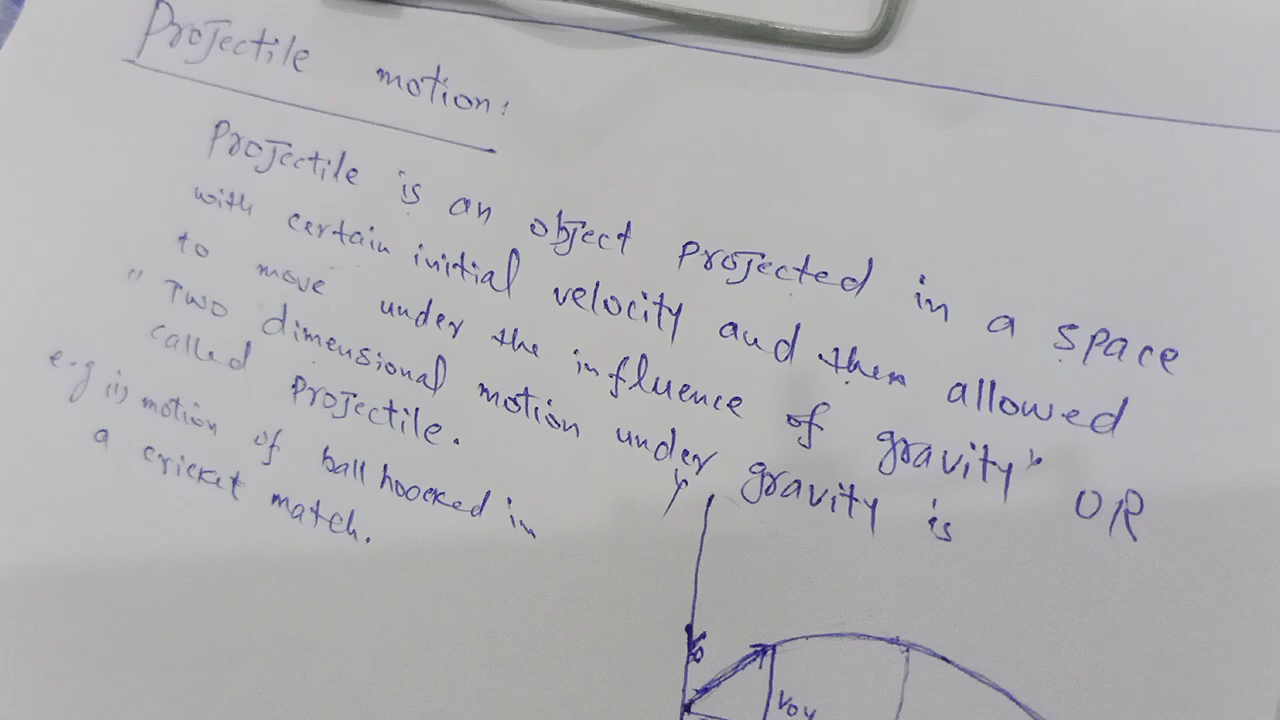 Projectile motion:
Projectile is an object projected in a space
with certain initial velocity and then allowed
to move under the influence of gravity" OR
" Two dimensional motion under gravity is
called projectile.
e.g (i) motion of ball hoocked in
a cricket match.
y
V0y